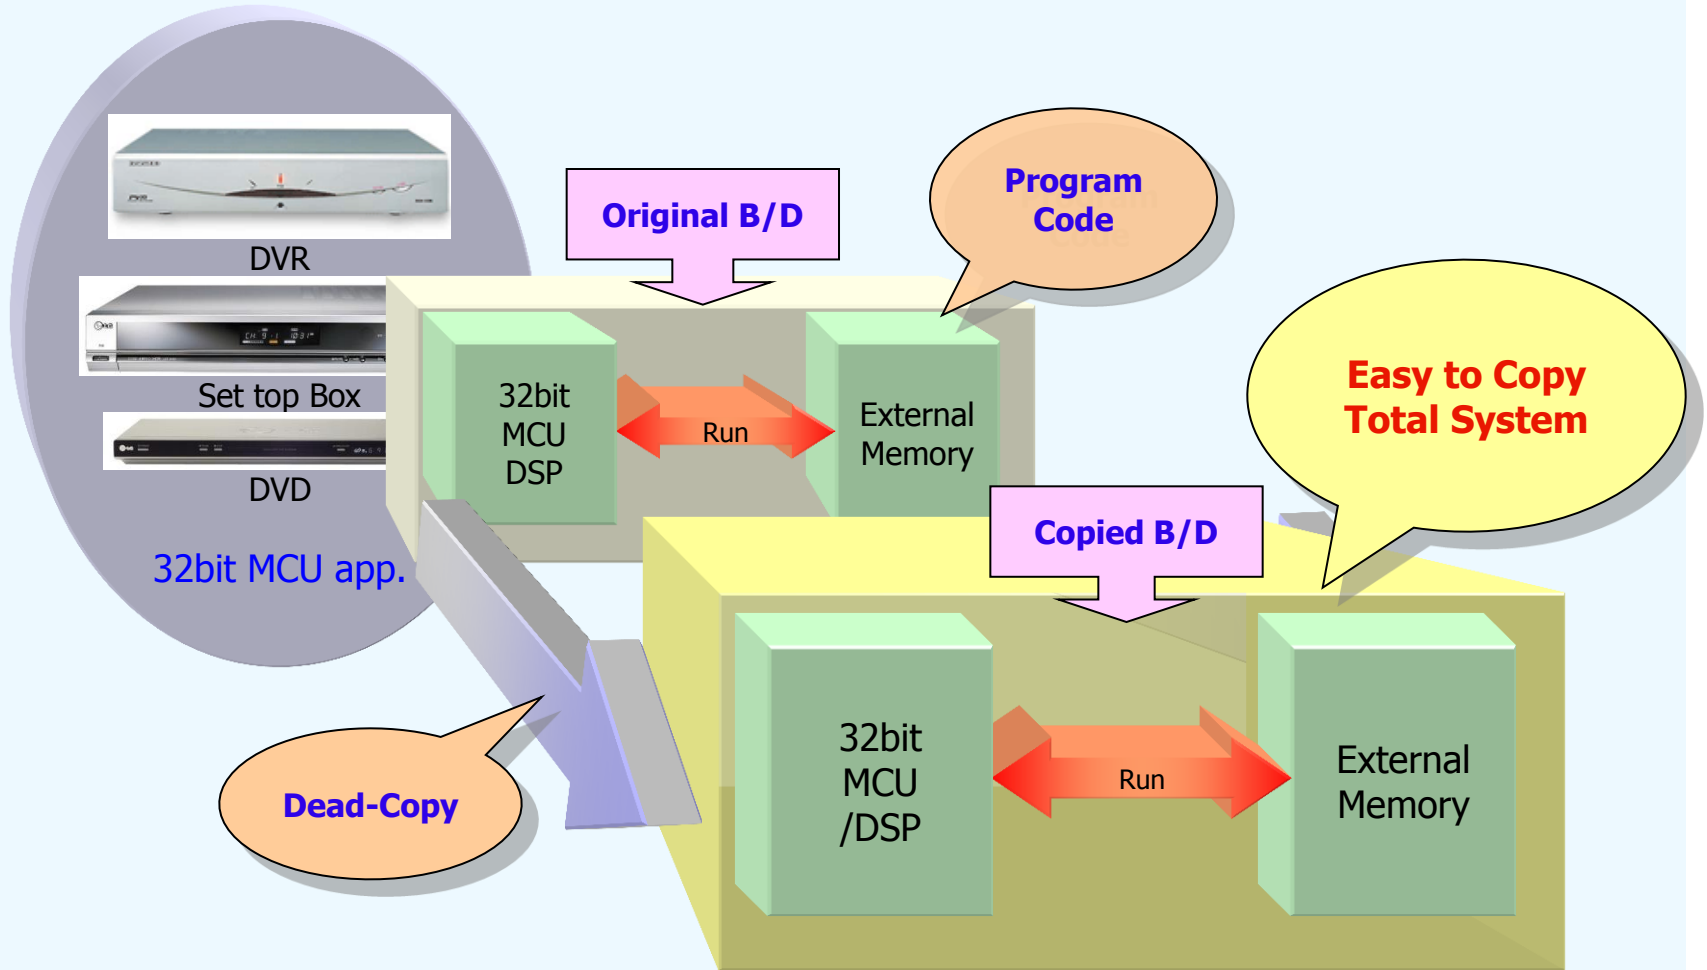 DVR
Set top Box
DVD
32bit MCU app.
Original B/D
Program
Code
32bit
MCU
DSP
Run
External
Memory
Easy to Copy
Total System
Copied B/D
Dead-Copy
32bit
MCU
/DSP
Run
External
Memory